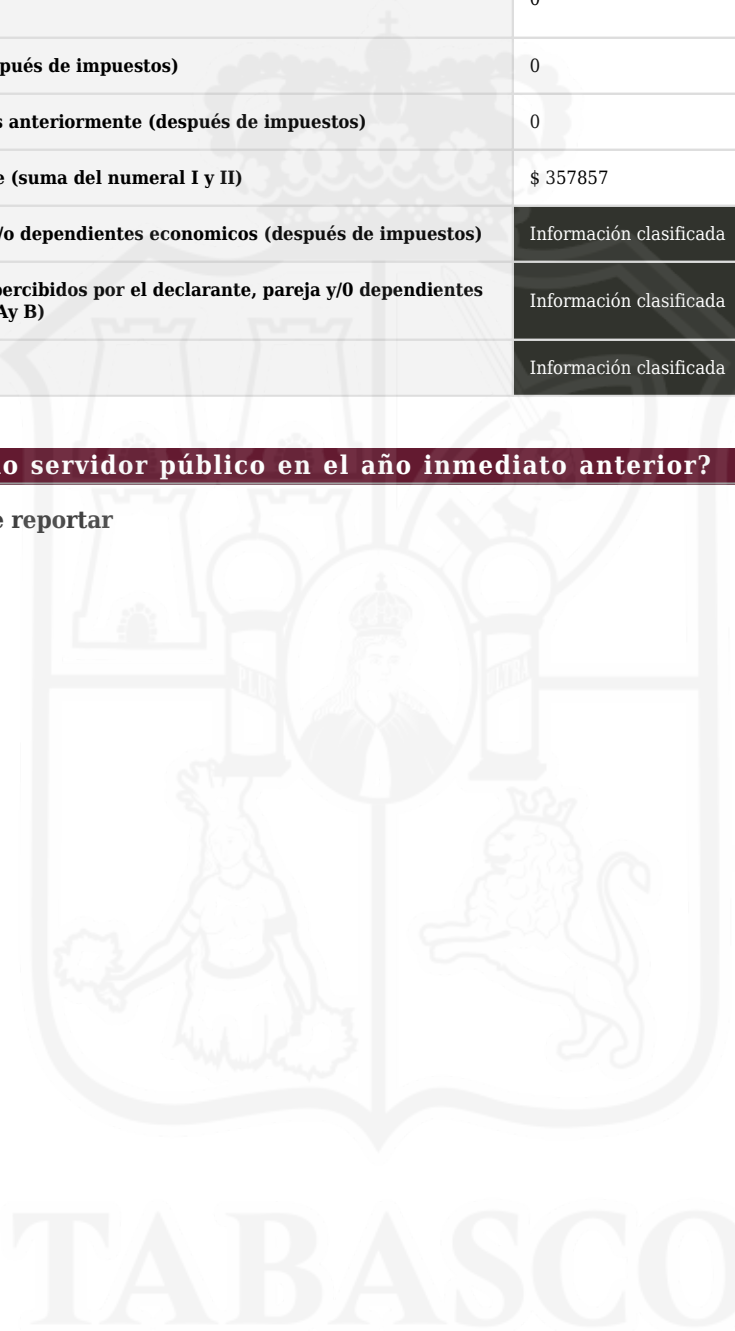 0
pués de impuestos) 0
s anteriormente (después de impuestos) 0
e (suma del numeral I y II) $ 357857
/o dependientes economicos (después de impuestos) Información clasificada
percibidos por el declarante, pareja y/0 dependientes
Ay B) Información clasificada
Información clasificada
o servidor público en el año inmediato anterior?
e reportar
PLUS ULTRA
TABASCO